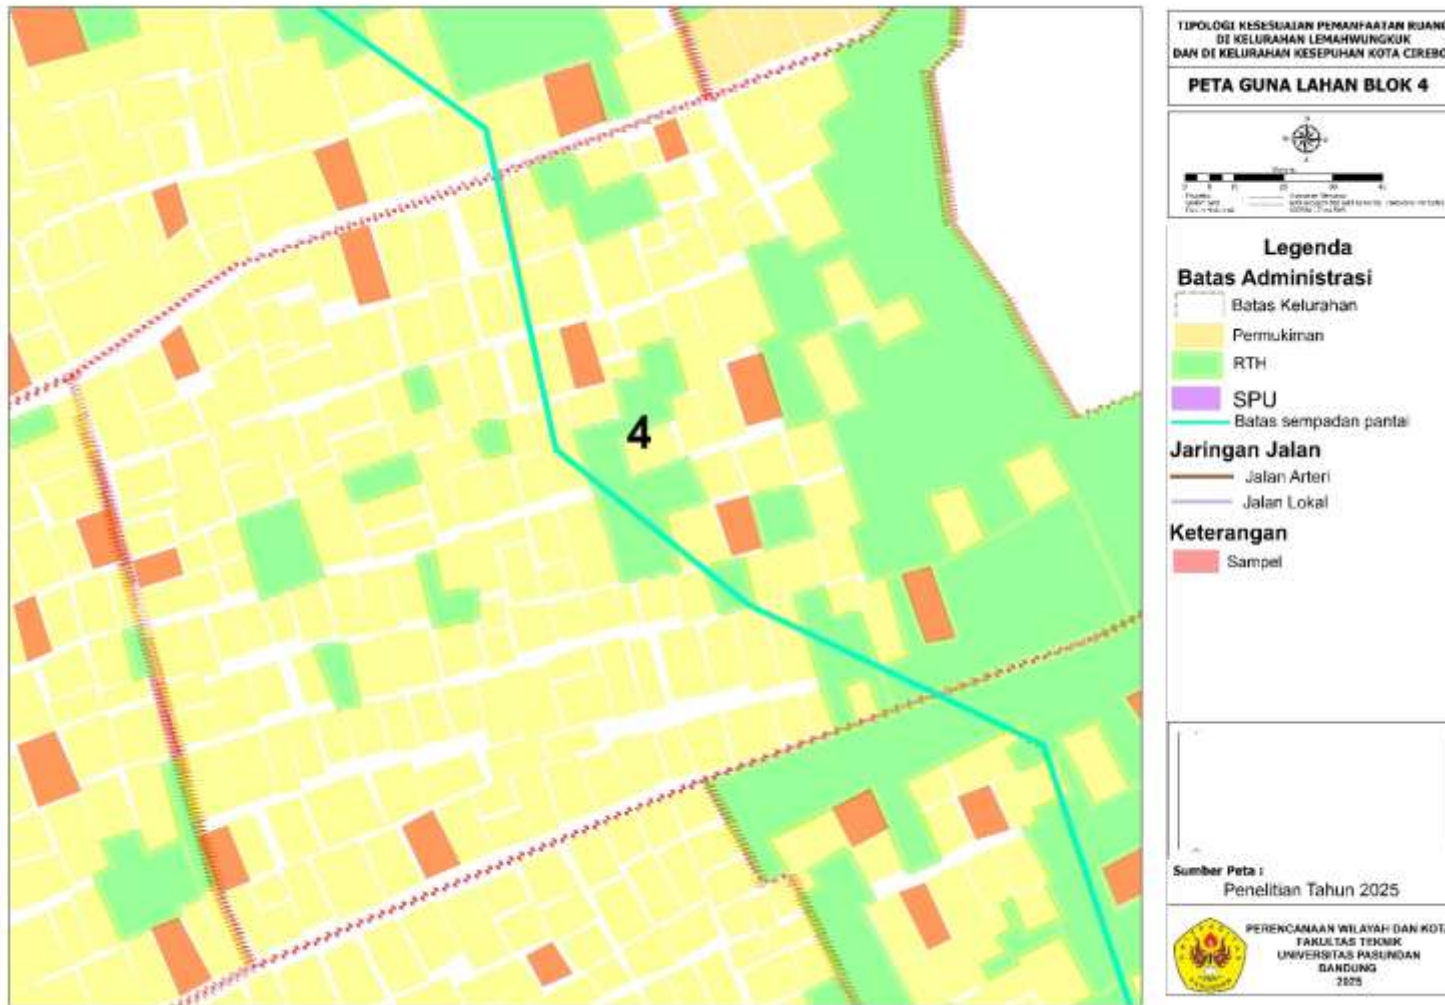 TIPOLOGI KESESUAIAN PEMANFAATAN RUANG
DI KELURAHAN LEMAHWUNGKUK
DAN DI KELURAHAN KESEPUHAN KOTA CIREBO
PETA GUNA LAHAN BLOK 4
4
Legenda
Batas Administrasi
Batas Kelurahan
Permukiman
RTH
SPU
Batas sempadan pantai
Jaringan Jalan
Jalan Arteri
Jalan Lokal
Keterangan
Sampel
Sumber Peta :
Penelitian Tahun 2025
PERENCANAAN WILAYAH DAN KOTA
FAKULTAS TEKNIK
UNIVERSITAS PASUNDAN
BANDUNG
2025